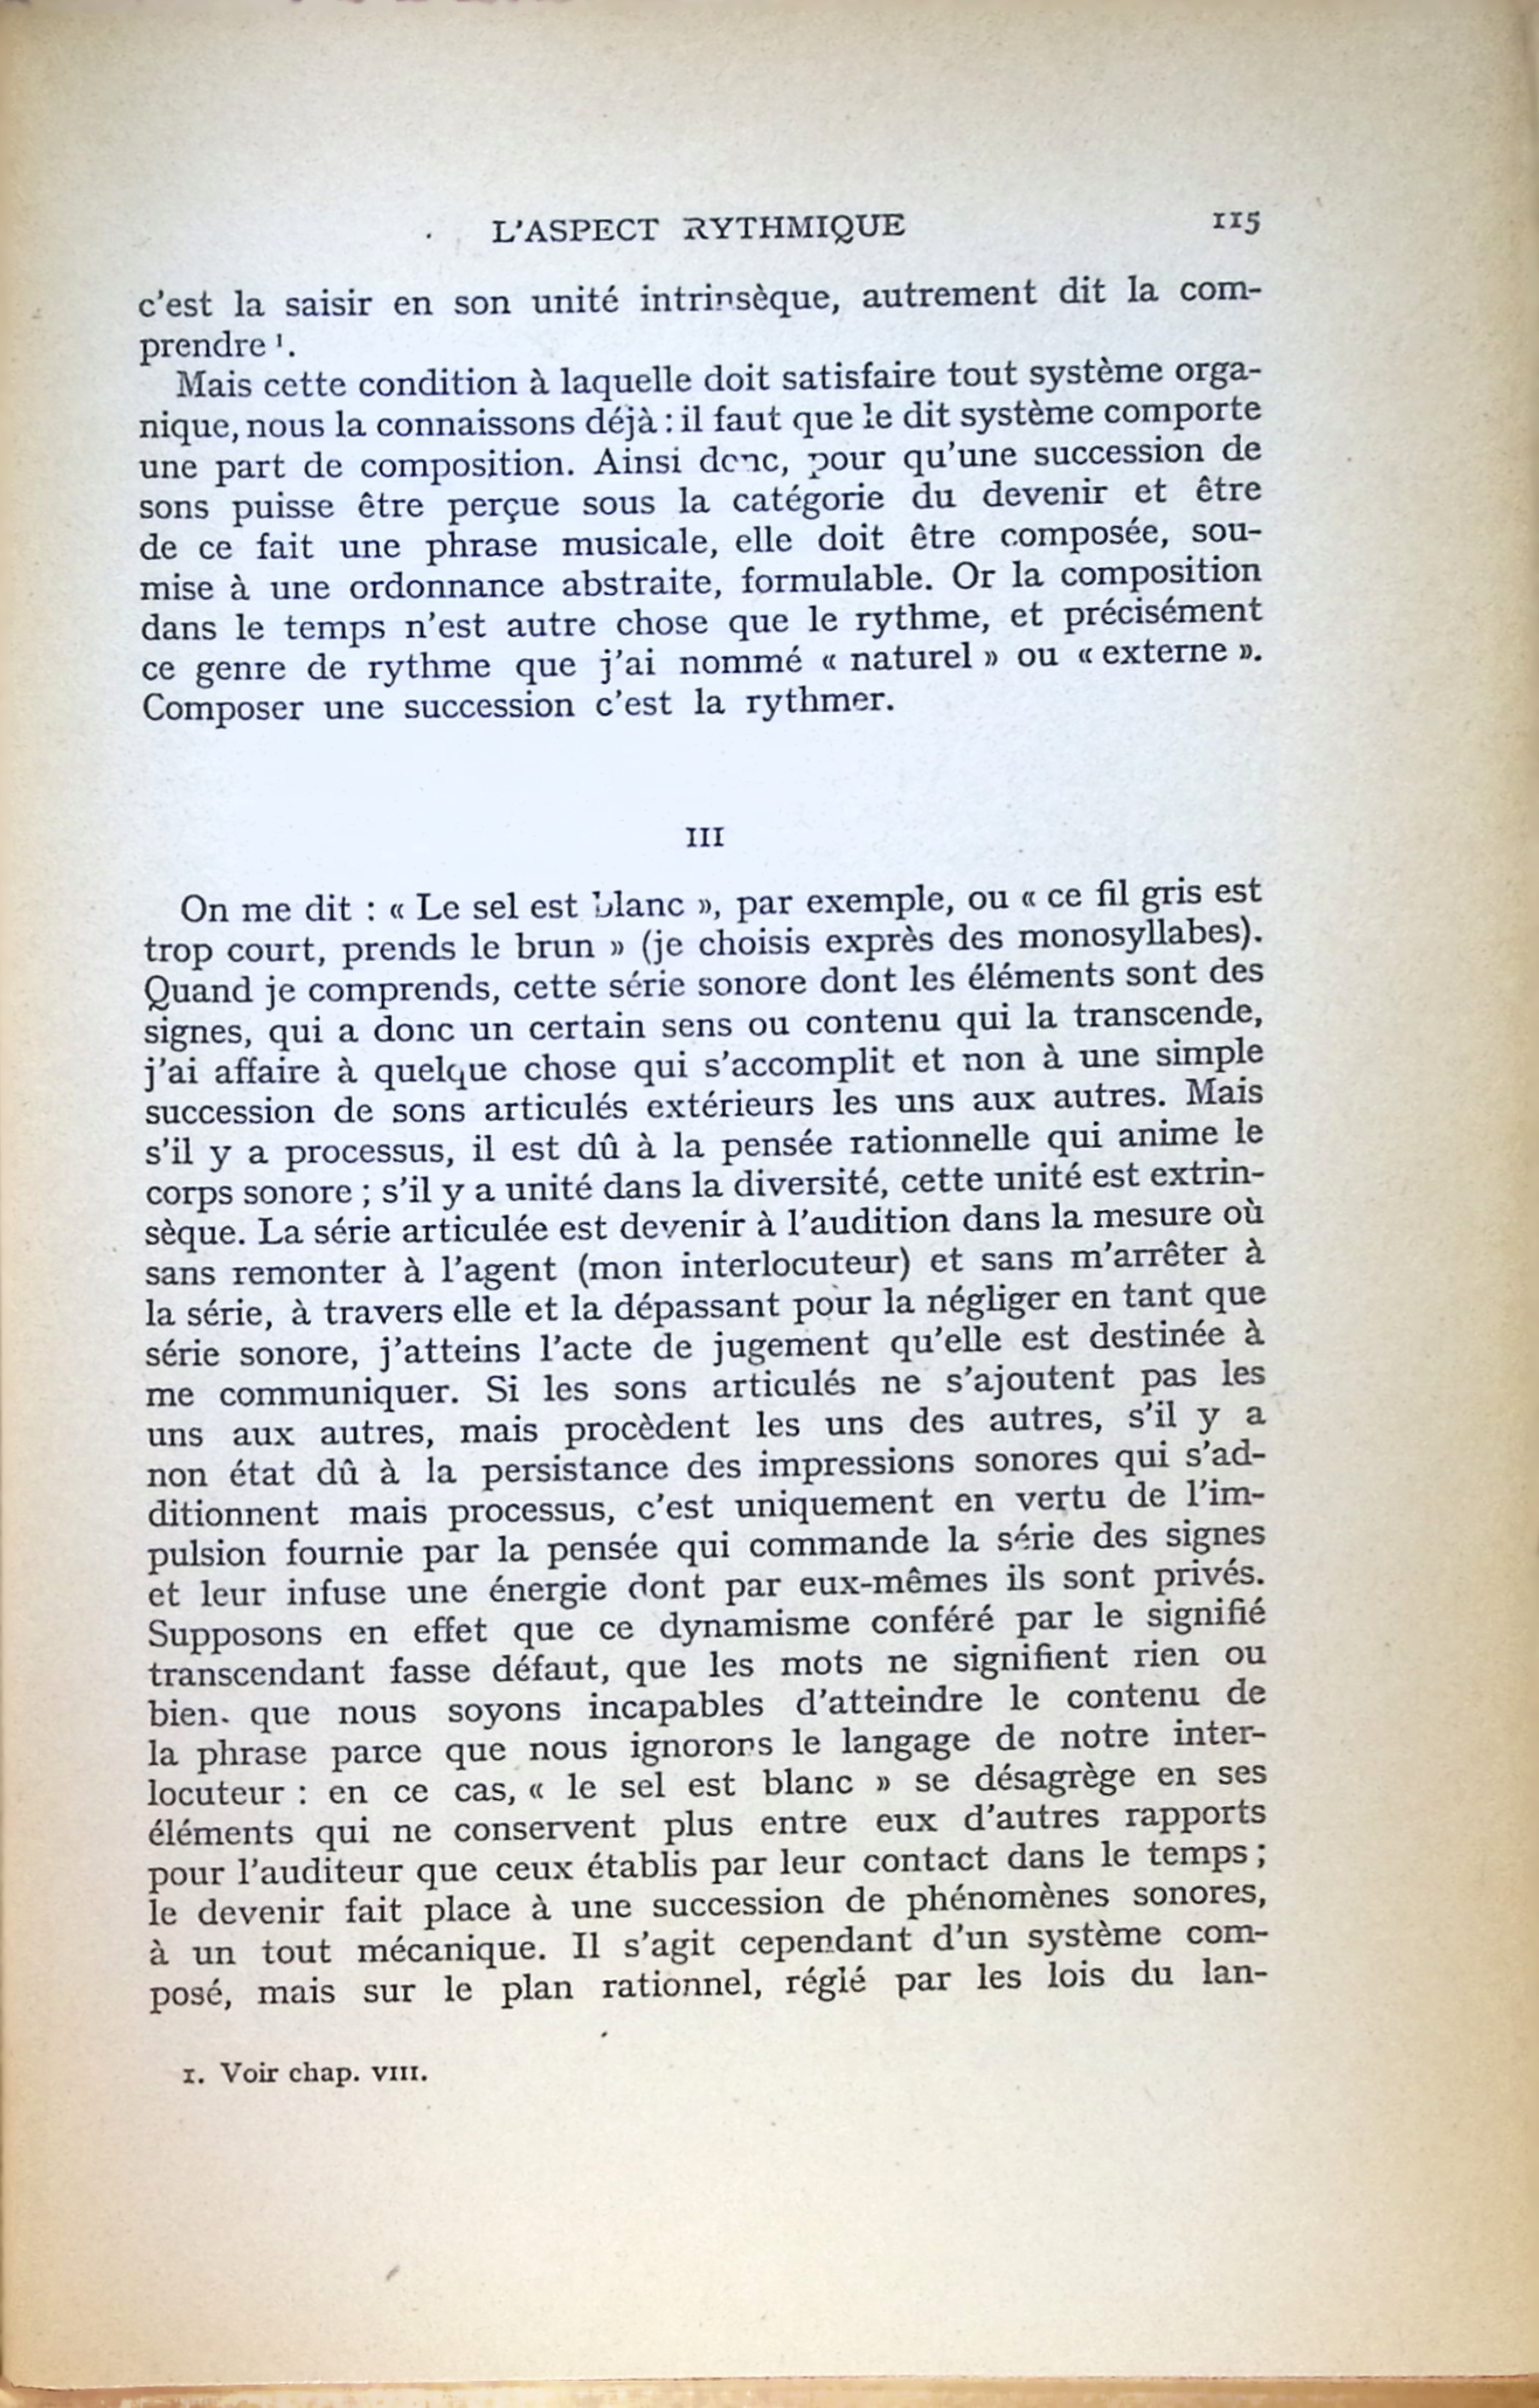 L'ASPECT RYTHMIQUE 115
c'est la saisir en son unité intrinsèque, autrement dit la com-
prendre ¹.
Mais cette condition à laquelle doit satisfaire tout système orga-
nique, nous la connaissons déjà : il faut que le dit système comporte
une part de composition. Ainsi donc, pour qu'une succession de
sons puisse être perçue sous la catégorie du devenir et être
de ce fait une phrase musicale, elle doit être composée, sou-
mise à une ordonnance abstraite, formulable. Or la composition
dans le temps n'est autre chose que le rythme, et précisément
ce genre de rythme que j'ai nommé « naturel » ou « externe ».
Composer une succession c'est la rythmer.
III
On me dit : « Le sel est blanc », par exemple, ou « ce fil gris est
trop court, prends le brun » (je choisis exprès des monosyllabes).
Quand je comprends, cette série sonore dont les éléments sont des
signes, qui a donc un certain sens ou contenu qui la transcende,
j'ai affaire à quelque chose qui s'accomplit et non à une simple
succession de sons articulés extérieurs les uns aux autres. Mais
s'il y a processus, il est dû à la pensée rationnelle qui anime le
corps sonore ; s'il y a unité dans la diversité, cette unité est extrin-
sèque. La série articulée est devenir à l'audition dans la mesure où
sans remonter à l'agent (mon interlocuteur) et sans m'arrêter à
la série, à travers elle et la dépassant pour la négliger en tant que
série sonore, j'atteins l'acte de jugement qu'elle est destinée à
me communiquer. Si les sons articulés ne s'ajoutent pas les
uns aux autres, mais procèdent les uns des autres, s'il y a
non état dû à la persistance des impressions sonores qui s'ad-
ditionnent mais processus, c'est uniquement en vertu de l'im-
pulsion fournie par la pensée qui commande la série des signes
et leur infuse une énergie dont par eux-mêmes ils sont privés.
Supposons en effet que ce dynamisme conféré par le signifié
transcendant fasse défaut, que les mots ne signifient rien ou
bien que nous soyons incapables d'atteindre le contenu de
la phrase parce que nous ignorons le langage de notre inter-
locuteur : en ce cas, « le sel est blanc » se désagrège en ses
éléments qui ne conservent plus entre eux d'autres rapports
pour l'auditeur que ceux établis par leur contact dans le temps ;
le devenir fait place à une succession de phénomènes sonores,
à un tout mécanique. Il s'agit cependant d'un système com-
posé, mais sur le plan rationnel, réglé par les lois du lan-
1. Voir chap. VIII.